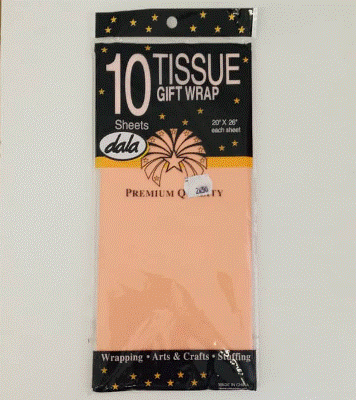 10 TISSUE
GIFT WRAP
Sheets
20" X 26"
each sheet
dala
PREMIUM QUALITY
Wrapping • Arts & Crafts • Stuffing
MADE IN CHINA